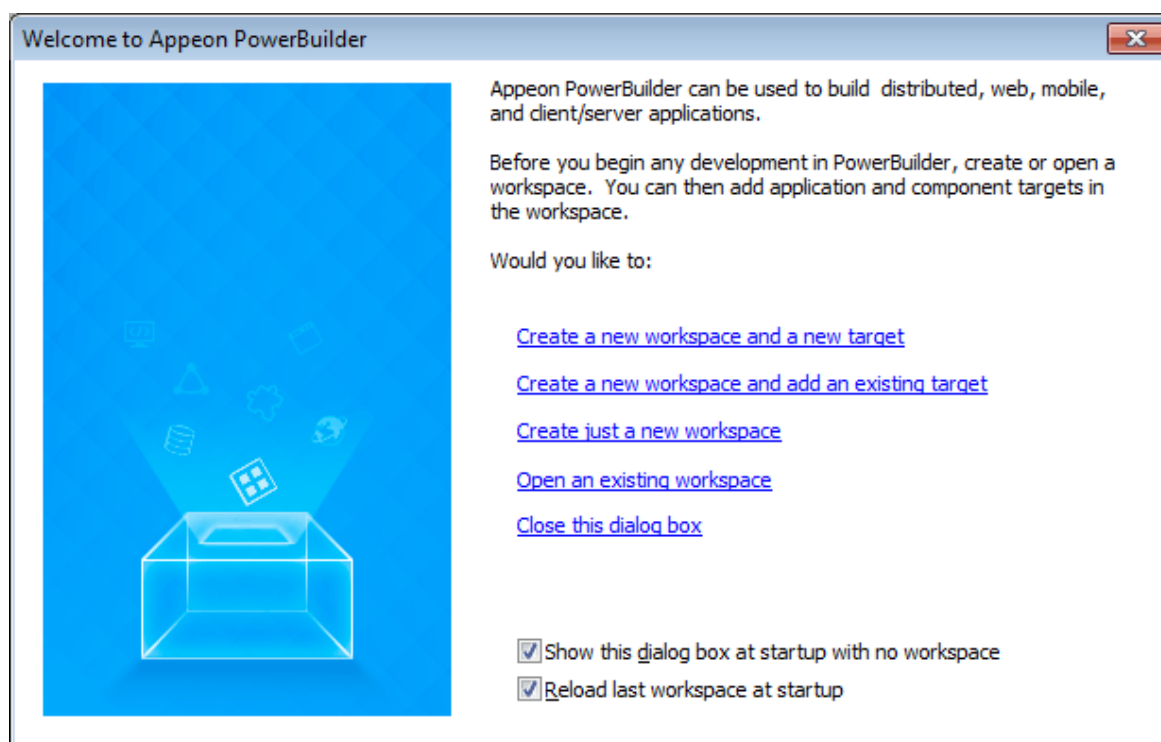 Welcome to Appeon PowerBuilder
Appeon PowerBuilder can be used to build distributed, web, mobile,
and client/server applications.
Before you begin any development in PowerBuilder, create or open a
workspace. You can then add application and component targets in
the workspace.
Would you like to:
Create a new workspace and a new target
Create a new workspace and add an existing target
Create just a new workspace
Open an existing workspace
Close this dialog box
Show this dialog box at startup with no workspace
Reload last workspace at startup